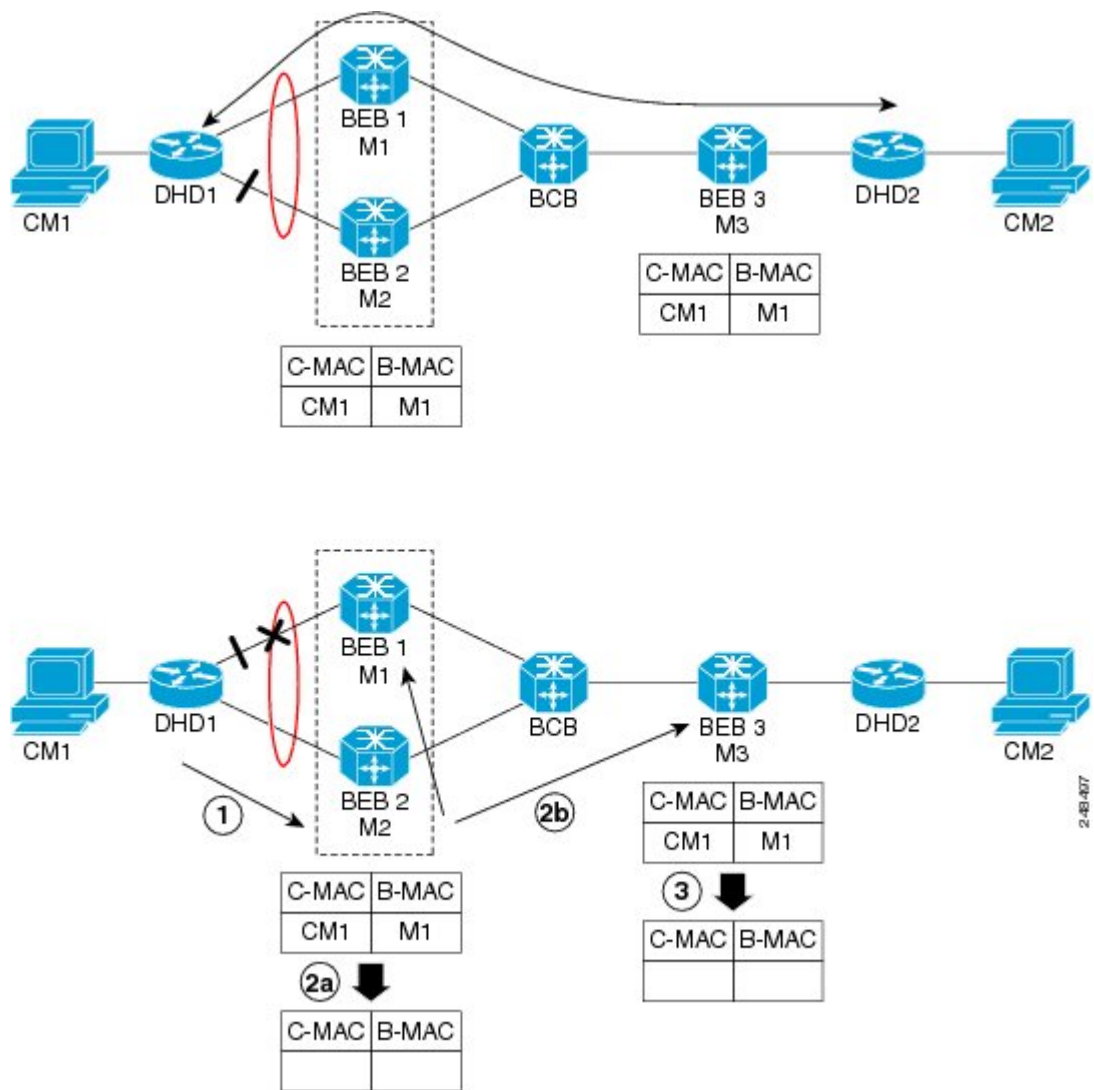 BEB 1
M1
CM1
DHD1
BCB
BEB 3
M3
DHD2
CM2
BEB 2
M2
C-MAC B-MAC
CM1 M1
C-MAC B-MAC
CM1 M1
BEB 1
M1
CM1
DHD1
BCB
BEB 3
M3
DHD2
CM2
1
BEB 2
M2
2b
C-MAC B-MAC
CM1 M1
248497
C-MAC B-MAC
CM1 M1
3
C-MAC B-MAC
2a
C-MAC B-MAC